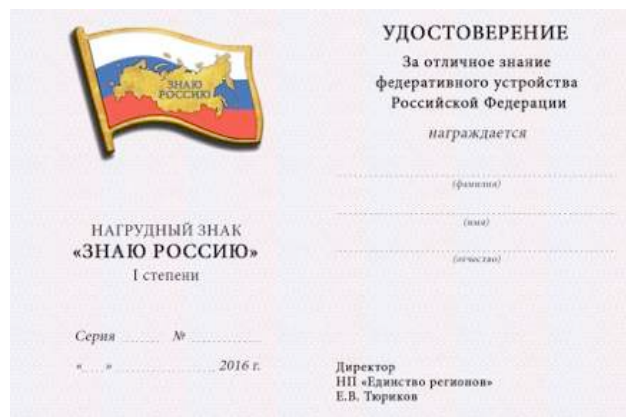 ЗНАЮ
РОССИЮ
НАГРУДНЫЙ ЗНАК
«ЗНАЮ РОССИЮ»
I степени
Серия ........ № ..............
«.....» .................... 2016 г.
УДОСТОВЕРЕНИЕ
За отличное знание
федеративного устройства
Российской Федерации
награждается
(фамилия)
(имя)
(отчество)
Директор
НП «Единство регионов»
Е.В. Тюриков